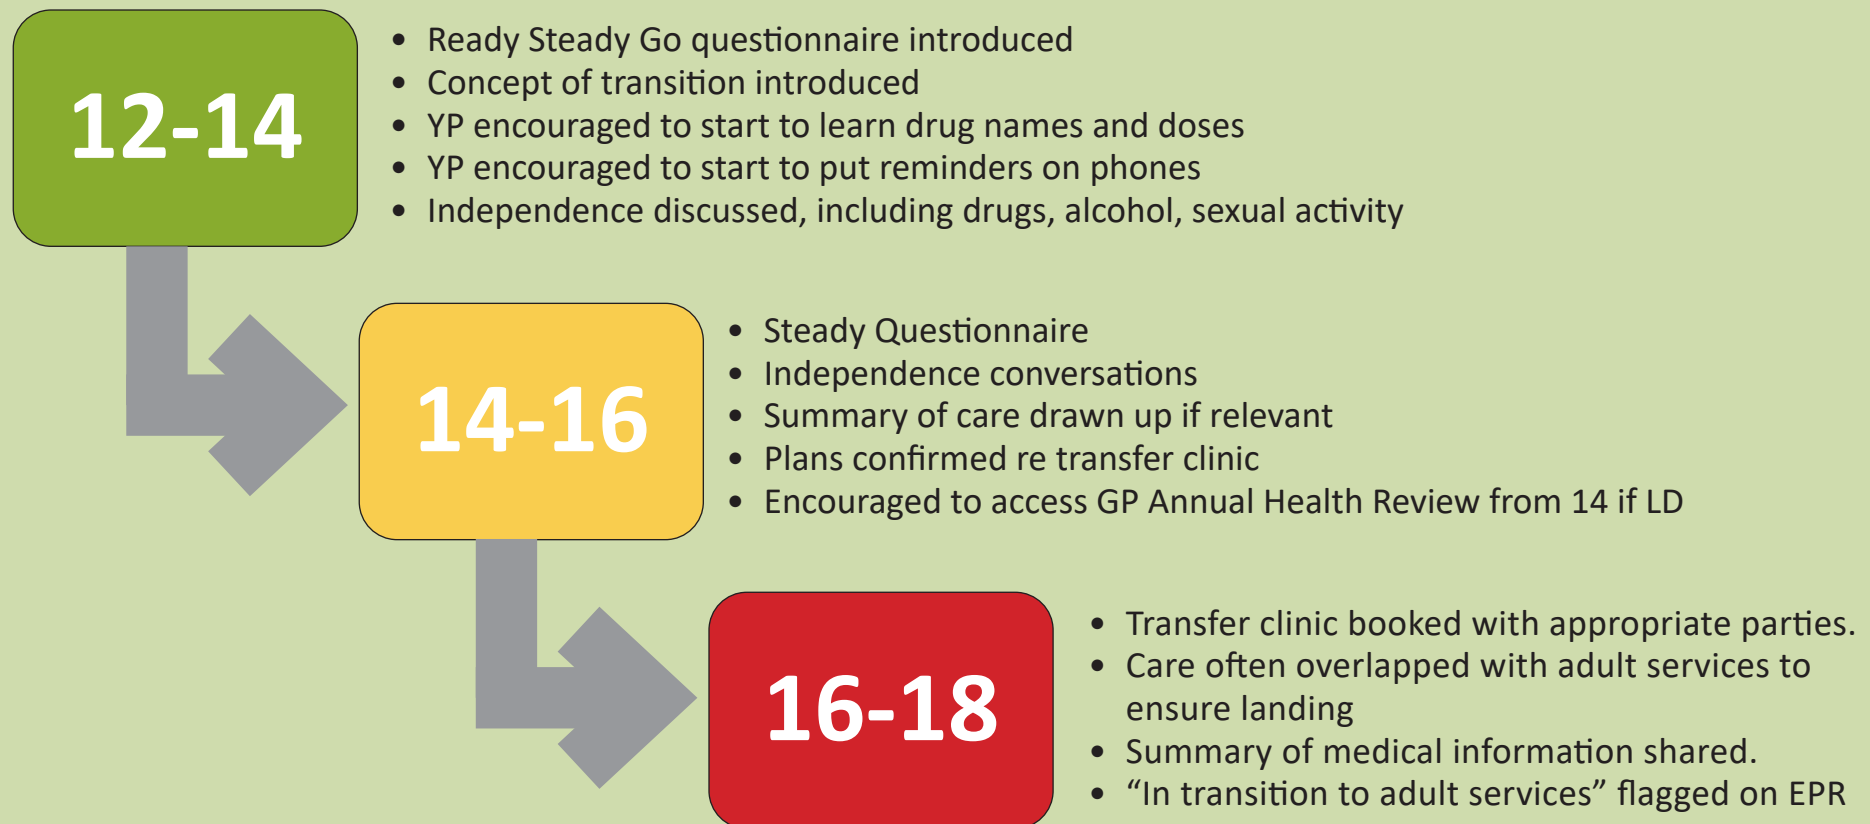 12-14
• Ready Steady Go questionnaire introduced
• Concept of transition introduced
• YP encouraged to start to learn drug names and doses
• YP encouraged to start to put reminders on phones
• Independence discussed, including drugs, alcohol, sexual activity
14-16
• Steady Questionnaire
• Independence conversations
• Summary of care drawn up if relevant
• Plans confirmed re transfer clinic
• Encouraged to access GP Annual Health Review from 14 if LD
16-18
• Transfer clinic booked with appropriate parties.
• Care often overlapped with adult services to
ensure landing
• Summary of medical information shared.
• “In transition to adult services” flagged on EPR